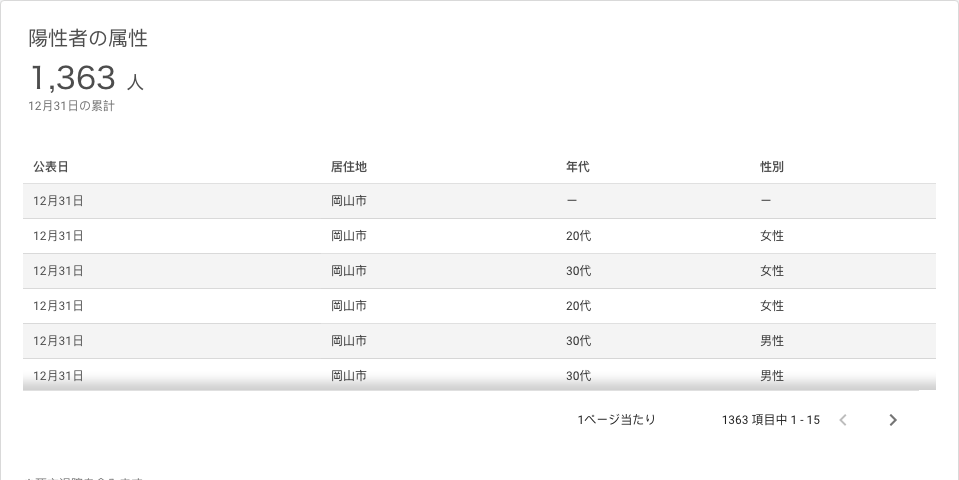 陽性者の属性
1,363 人
12月31日の累計
公表日 居住地 年代 性別
12月31日 岡山市 ー ー
12月31日 岡山市 20代 女性
12月31日 岡山市 30代 女性
12月31日 岡山市 20代 女性
12月31日 岡山市 30代 男性
12月31日 岡山市 30代 男性
1ページ当たり 1363 項目中 1 - 15